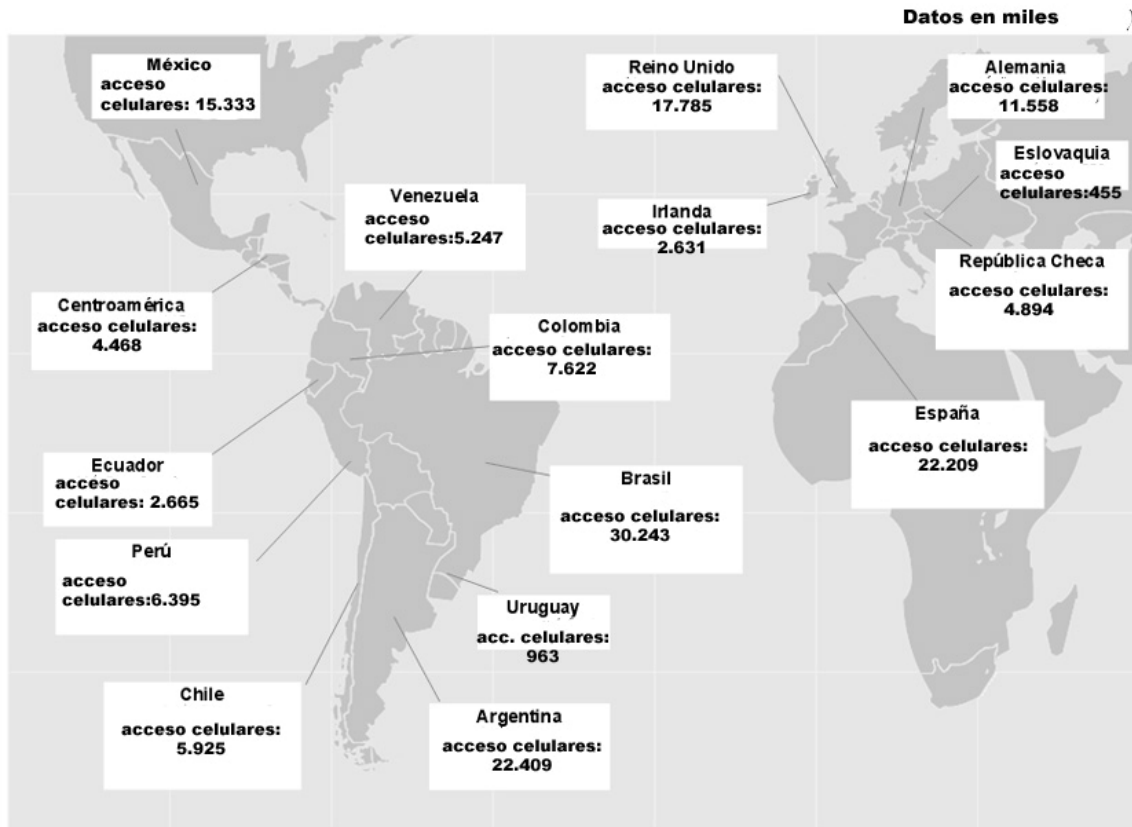 Datos en miles )
México
acceso
celulares: 15.333
Reino Unido
acceso celulares:
17.785
Alemania
acceso celulares:
11.558
Eslovaquia
acceso
celulares:455
Venezuela
acceso
celulares:5.247
Irlanda
acceso celulares:
2.631
República Checa
acceso celulares:
4.894
Centroamérica
acceso celulares:
4.468
Colombia
acceso celulares:
7.622
España
acceso celulares:
22.209
Ecuador
acceso
celulares: 2.665
Brasil
acceso celulares:
30.243
Perú
acceso
celulares:6.395
Uruguay
acc. celulares:
963
Chile
acceso celulares:
5.925
Argentina
acceso celulares:
22.409